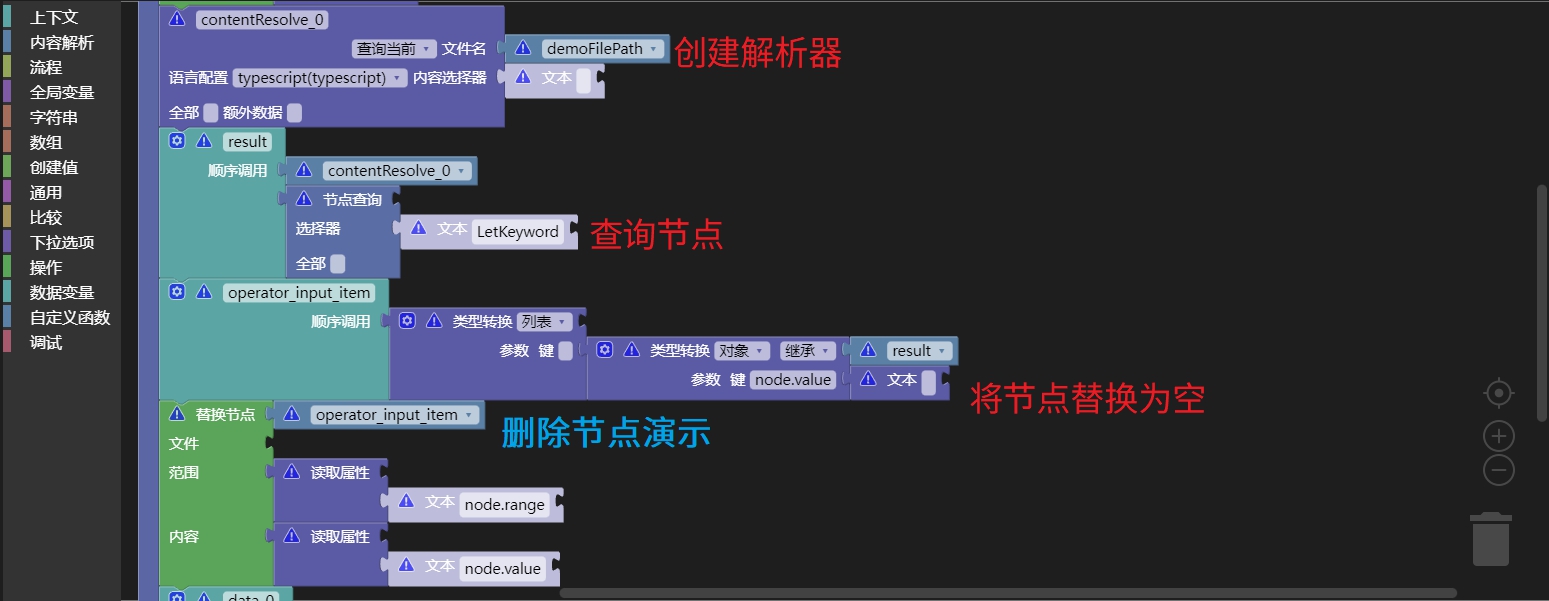 上下文
内容解析
流程
全局变量
字符串
数组
创建值
通用
比较
下拉选项
操作
数据变量
自定义函数
调试
contentResolve_0
查询当前 文件名 demoFilePath
创建解析器
语言配置 typescript(typescript) 内容选择器 文本
全部 额外数据
result
顺序调用 contentResolve_0
节点查询
选择器 文本 LetKeyword
查询节点
全部
operator_input_item
顺序调用 类型转换 列表
参数 键 类型转换 对象 继承 result
参数 键 node.value 文本
将节点替换为空
替换节点 operator_input_item
删除节点演示
文件
范围 读取属性
文本 node.range
内容 读取属性
文本 node.value
data_0